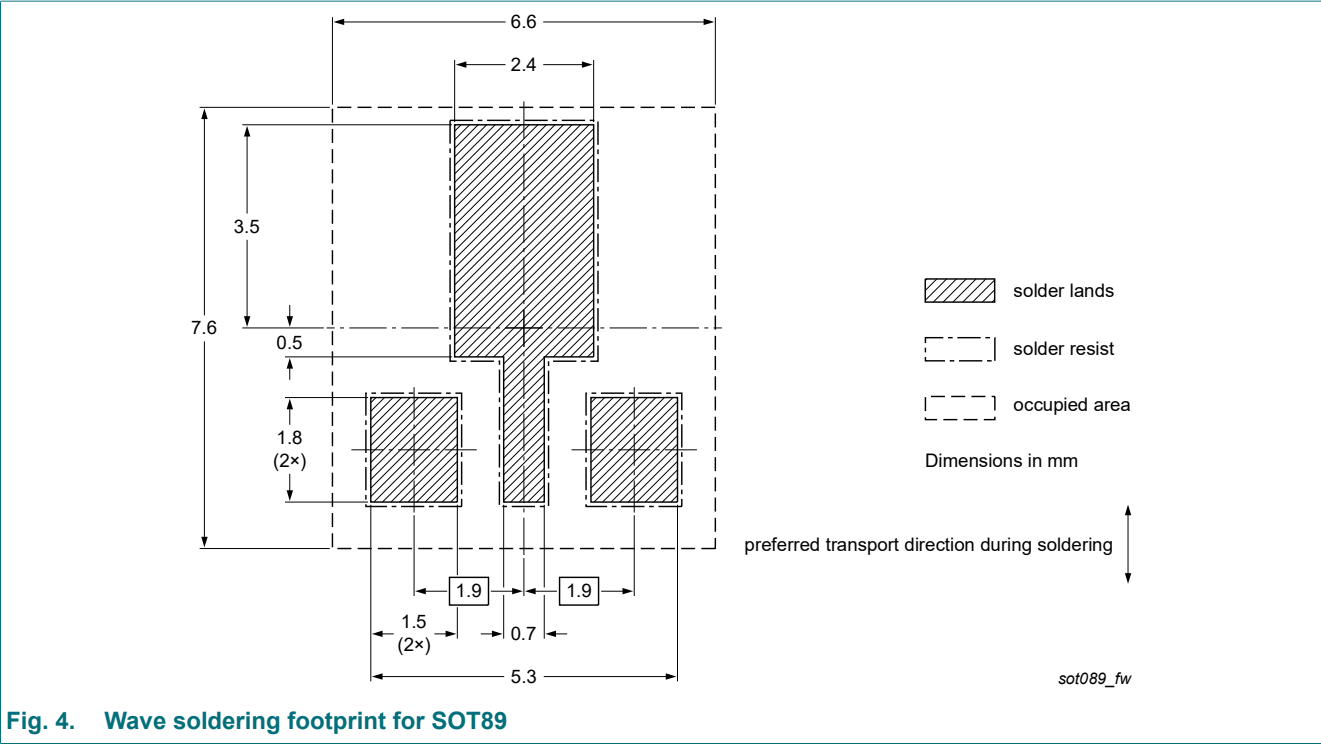 6.6
2.4
3.5
7.6
0.5
1.8
(2×)
solder lands
solder resist
occupied area
Dimensions in mm
preferred transport direction during soldering
1.9
1.9
1.5
(2×)
0.7
5.3
sot089_fw
Fig. 4. Wave soldering footprint for SOT89